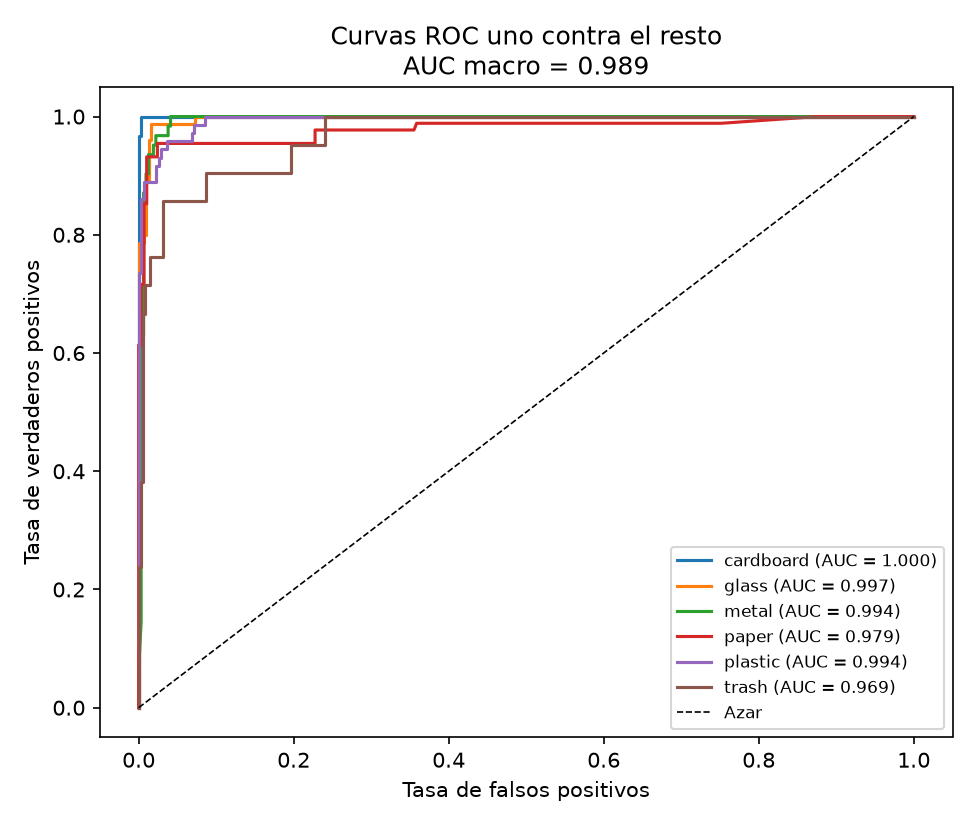 Curvas ROC uno contra el resto
AUC macro = 0.989
Tasa de verdaderos positivos
1.0
0.8
0.6
0.4
0.2
0.0
0.0 0.2 0.4 0.6 0.8 1.0
Tasa de falsos positivos
cardboard (AUC = 1.000)
glass (AUC = 0.997)
metal (AUC = 0.994)
paper (AUC = 0.979)
plastic (AUC = 0.994)
trash (AUC = 0.969)
Azar